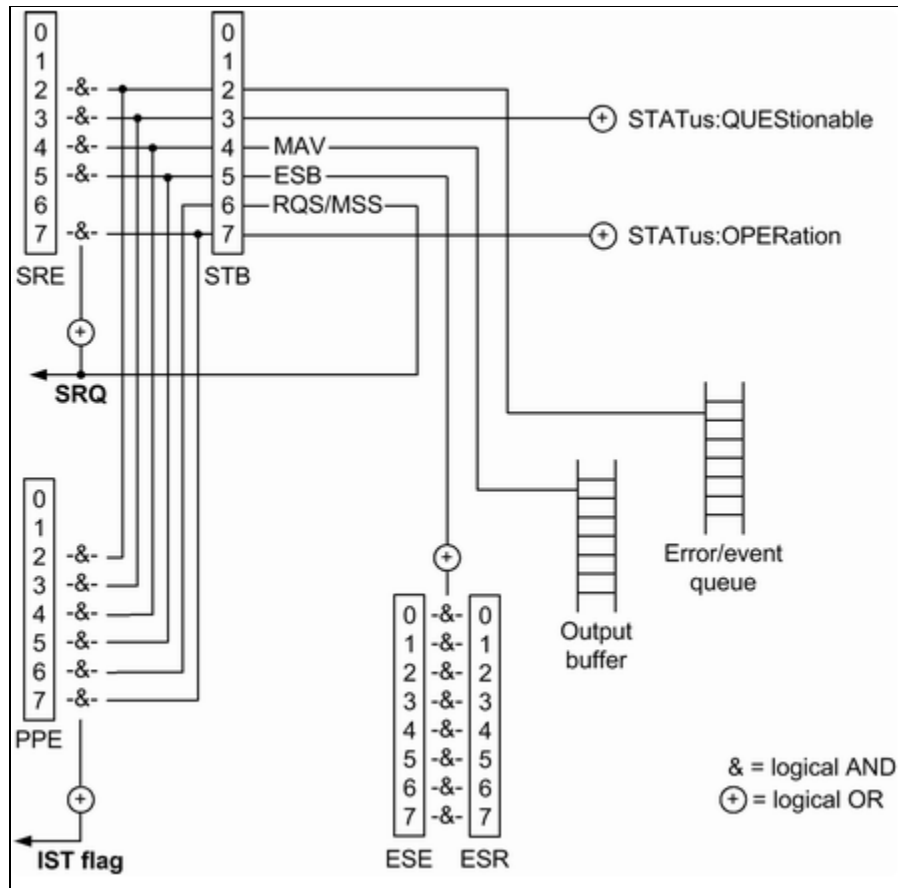 0 0
1 1
2 -&- 2
3 -&- 3 + STATus:QUEStionable
4 -&- 4 MAV
5 -&- 5 ESB
6 6 RQS/MSS
7 -&- 7 + STATus:OPERation
SRE STB
+
SRQ
0
1
2 -&-
3 -&-
4 -&-
5 -&-
6 -&-
7 -&-
PPE
+
IST flag
Error/event
queue
Output
buffer
+
0 -&- 0
1 -&- 1
2 -&- 2
3 -&- 3
4 -&- 4
5 -&- 5
6 -&- 6
7 -&- 7
ESE ESR
& = logical AND
+ = logical OR